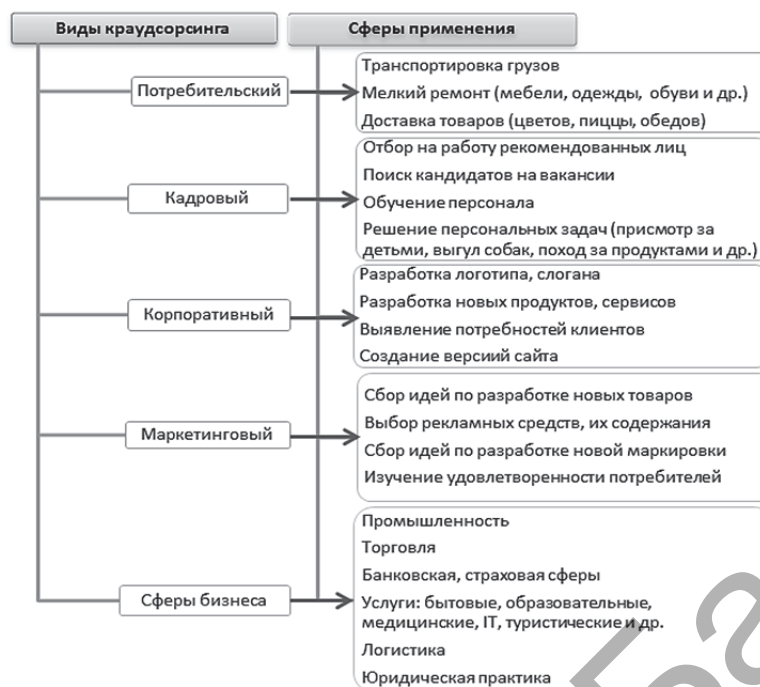 Виды краудсорсинга
Сферы применения
Потребительский
Транспортировка грузов
Мелкий ремонт (мебели, одежды, обуви и др.)
Доставка товаров (цветов, пиццы, обедов)
Кадровый
Отбор на работу рекомендованных лиц
Поиск кандидатов на вакансии
Обучение персонала
Решение персональных задач (присмотр за
детьми, выгул собак, поход за продуктами и др.)
Корпоративный
Разработка логотипа, слогана
Разработка новых продуктов, сервисов
Выявление потребностей клиентов
Создание версиий сайта
Маркетинговый
Сбор идей по разработке новых товаров
Выбор рекламных средств, их содержания
Сбор идей по разработке новой маркировки
Изучение удовлетворенности потребителей
Сферы бизнеса
Промышленность
Торговля
Банковская, страховая сферы
Услуги: бытовые, образовательные,
медицинские, IT, туристические и др.
Логистика
Юридическая практика